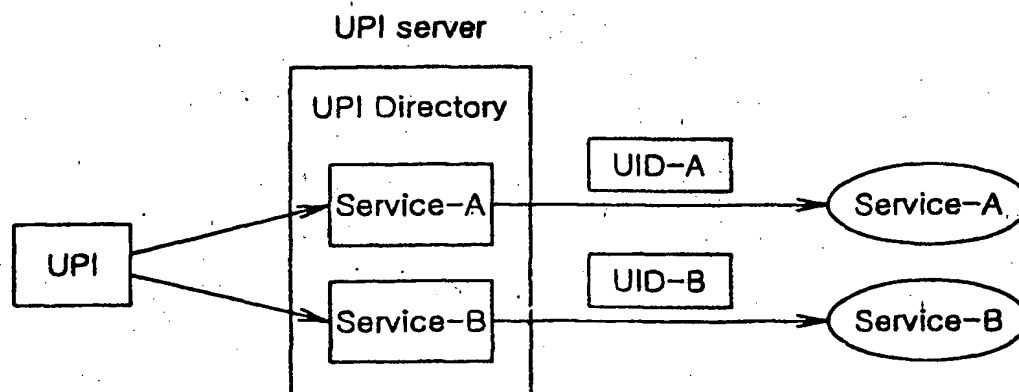 UPI server
UPI Directory
UID-A
Service-A
Service-A
UPI
UID-B
Service-B
Service-B